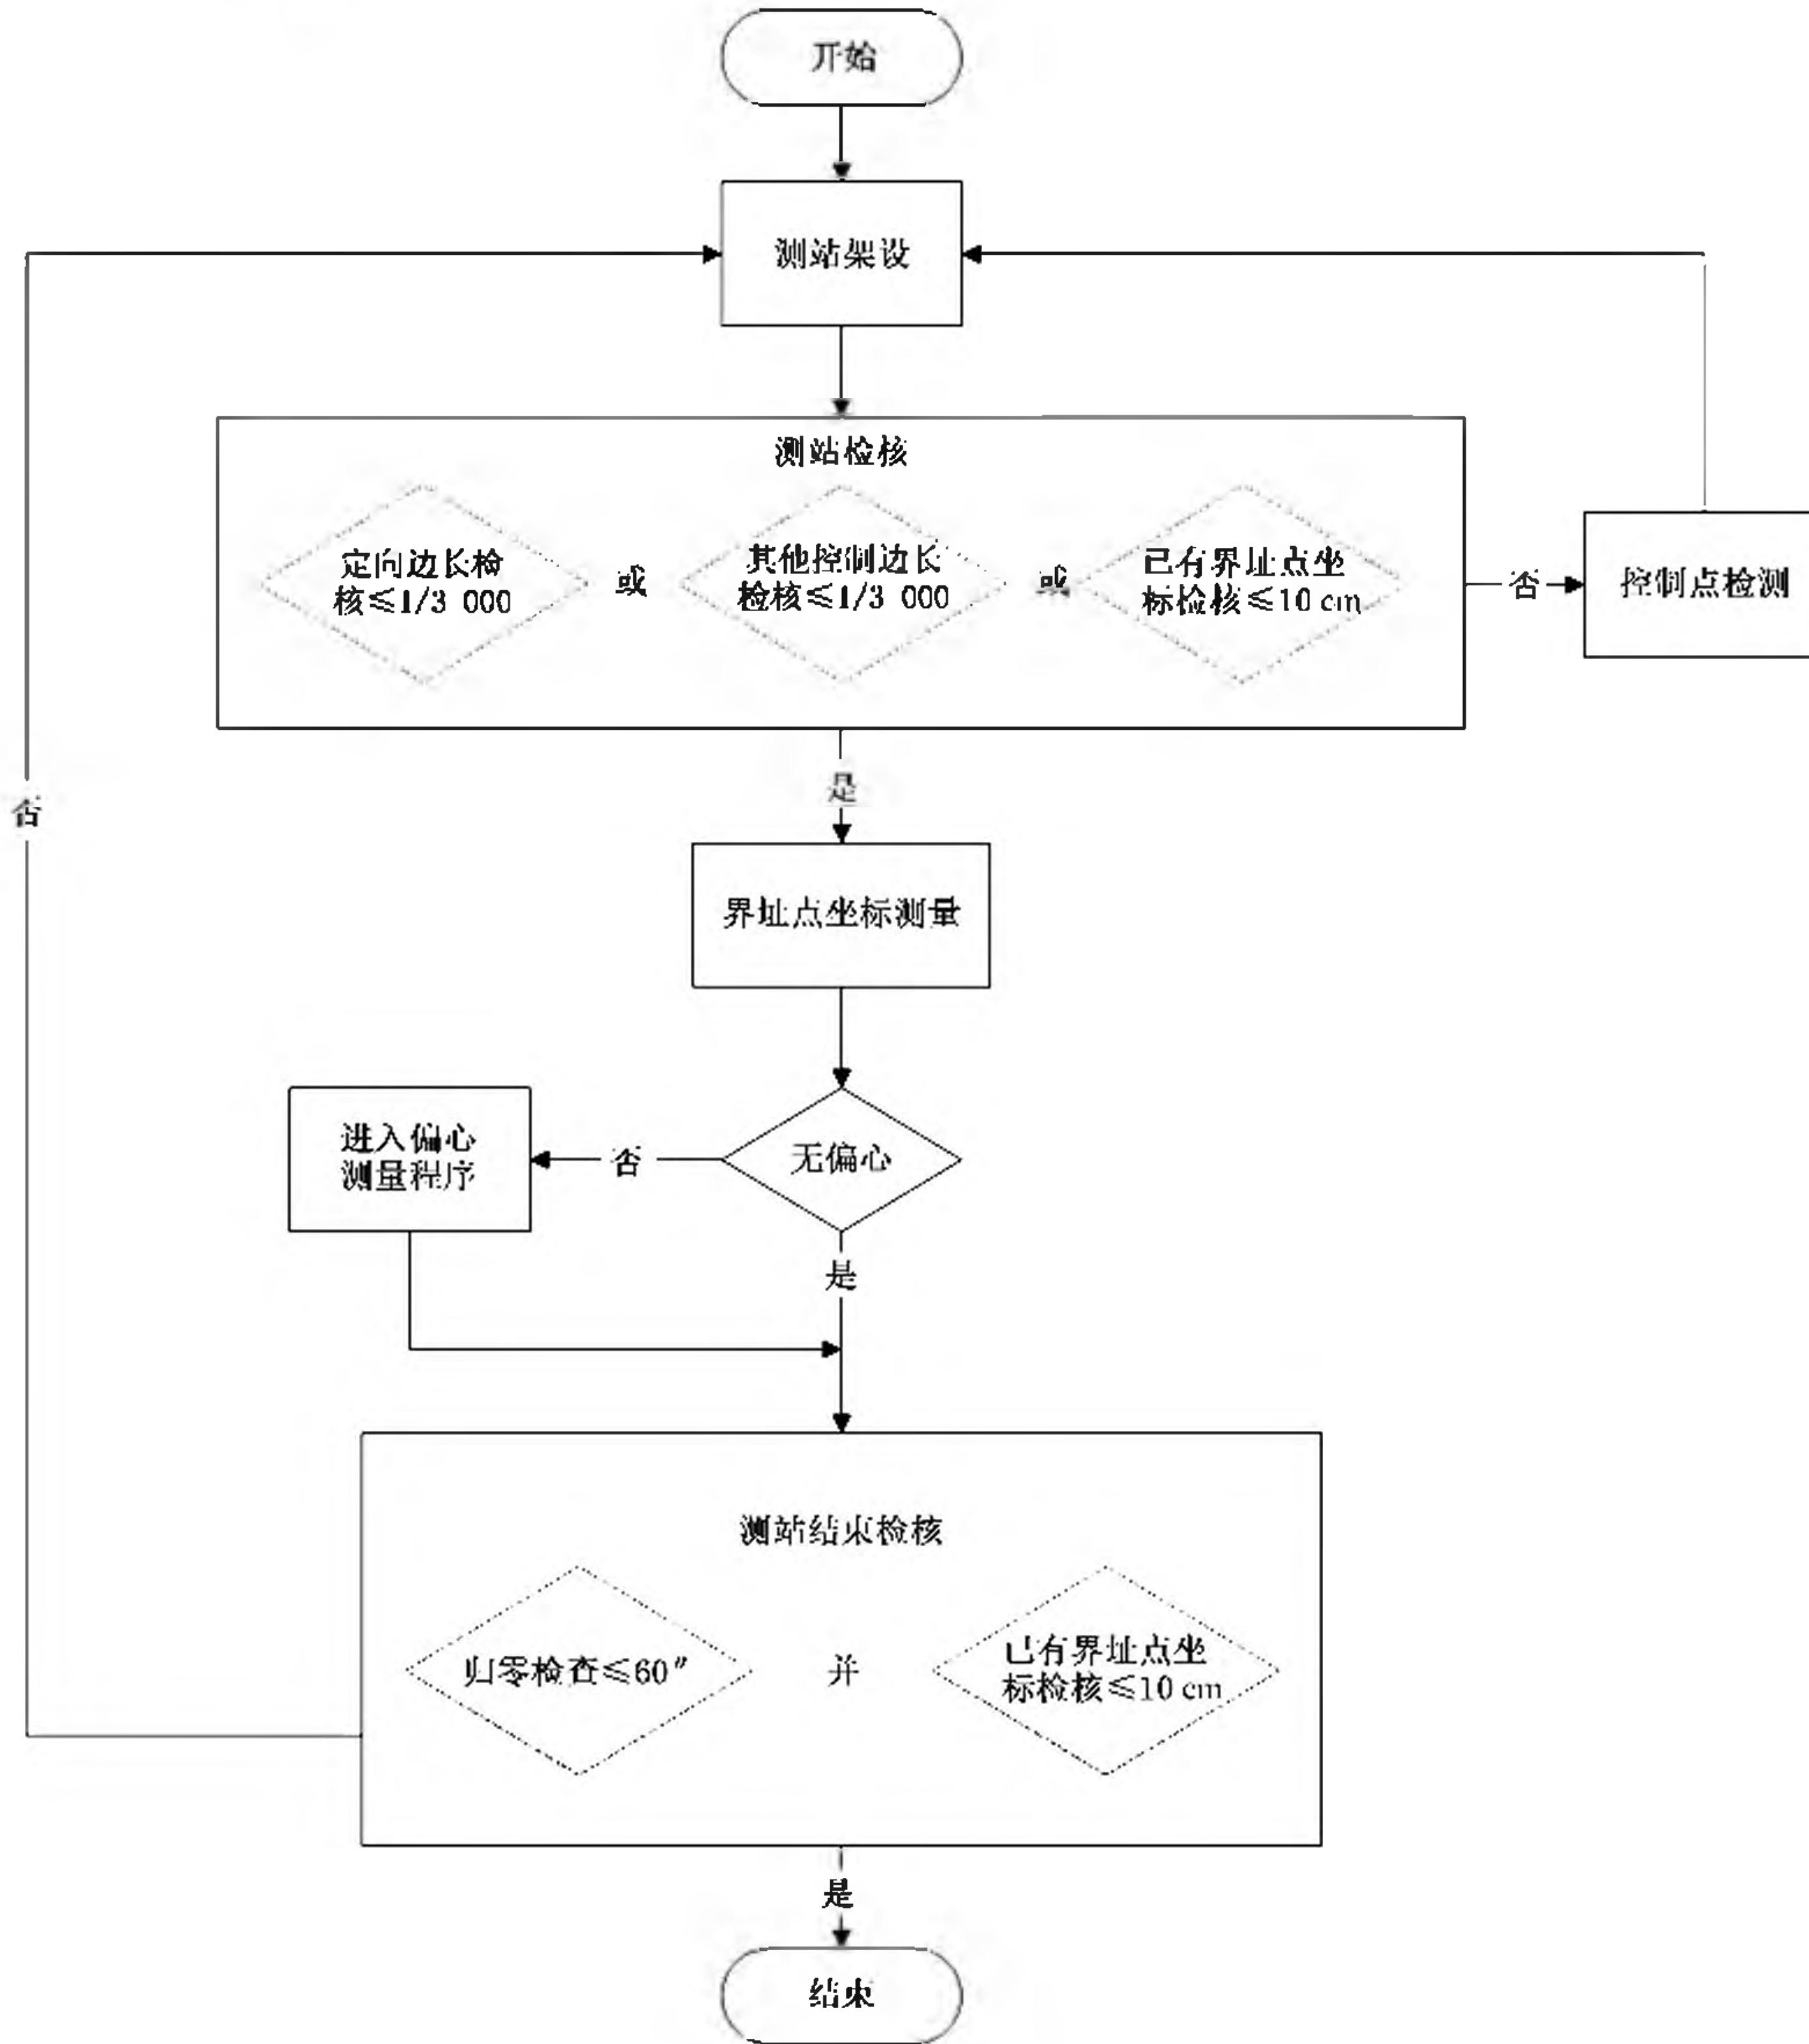 开始
测站架设
测站检核
定向边长检
核≤1/3 000
或
其他控制边长
检核≤1/3 000
或
已有界址点坐
标检核≤10 cm
否
控制点检测
是
否
界址点坐标测量
进入偏心
测量程序
否
无偏心
是
测站结束检核
归零检查≤60″
并
已有界址点坐
标检核≤10 cm
是
结束